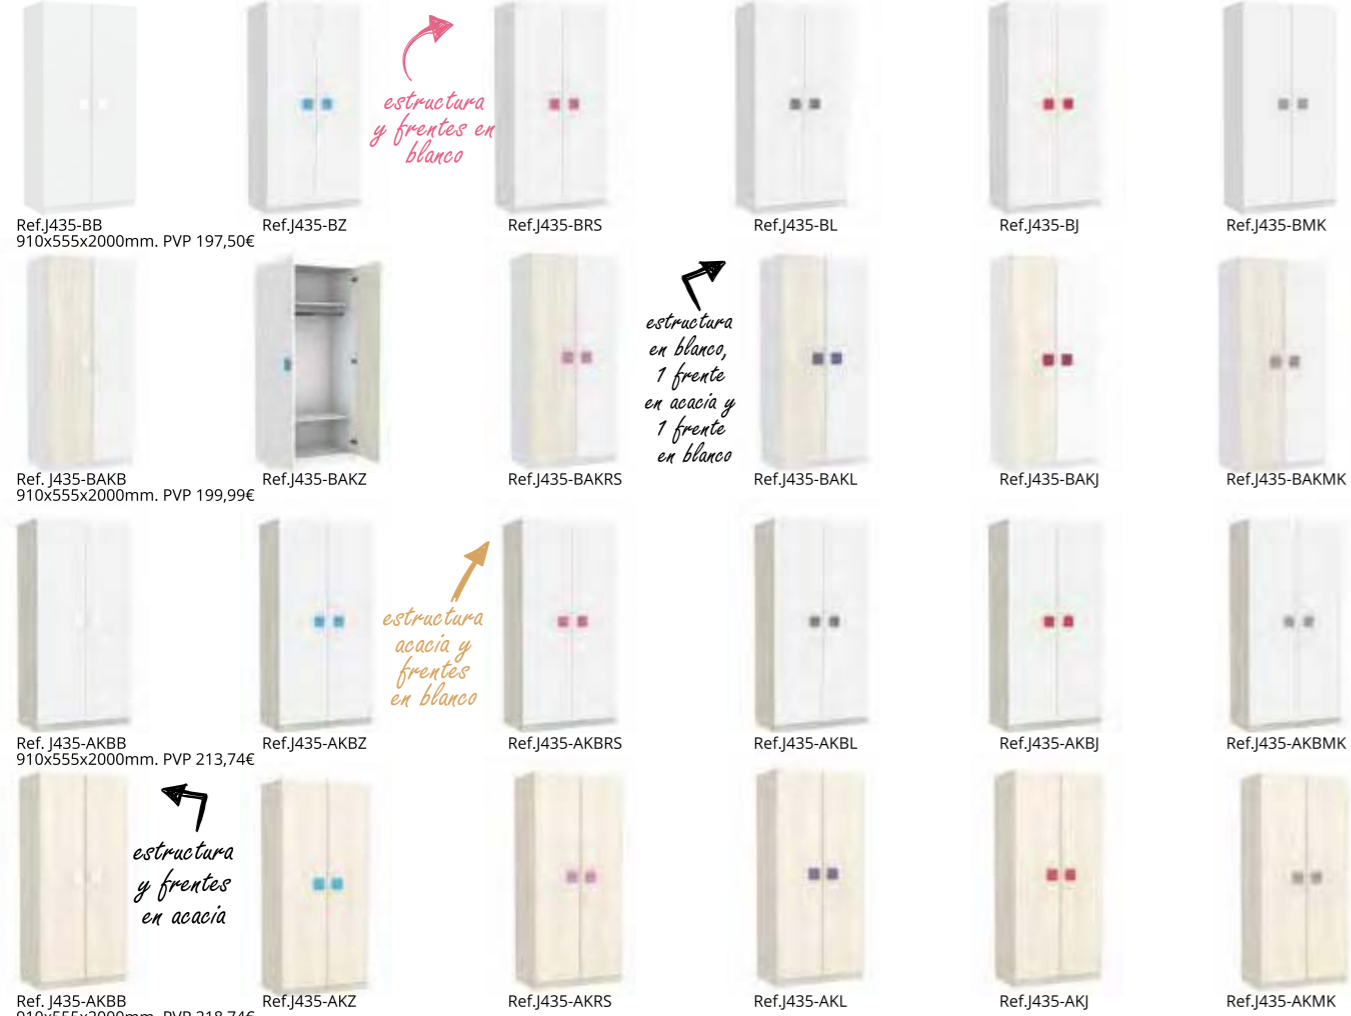 estructura
y frentes en
blanco
Ref.J435-BB
910x555x2000mm. PVP 197,50€
Ref.J435-BZ
Ref.J435-BRS
Ref.J435-BL
Ref.J435-BJ
Ref.J435-BMK
estructura
en blanco,
1 frente
en acacia y
1 frente
en blanco
Ref. J435-BAKB
910x555x2000mm. PVP 199,99€
Ref.J435-BAKZ
Ref.J435-BAKRS
Ref.J435-BAKL
Ref.J435-BAKJ
Ref.J435-BAKMK
estructura
acacia y
frentes
en blanco
Ref. J435-AKBB
910x555x2000mm. PVP 213,74€
Ref.J435-AKBZ
Ref.J435-AKBRS
Ref.J435-AKBL
Ref.J435-AKBJ
Ref.J435-AKBMK
estructura
y frentes
en acacia
Ref. J435-AKBB
910x555x2000mm. PVP 218,74€
Ref.J435-AKZ
Ref.J435-AKRS
Ref.J435-AKL
Ref.J435-AKJ
Ref.J435-AKMK